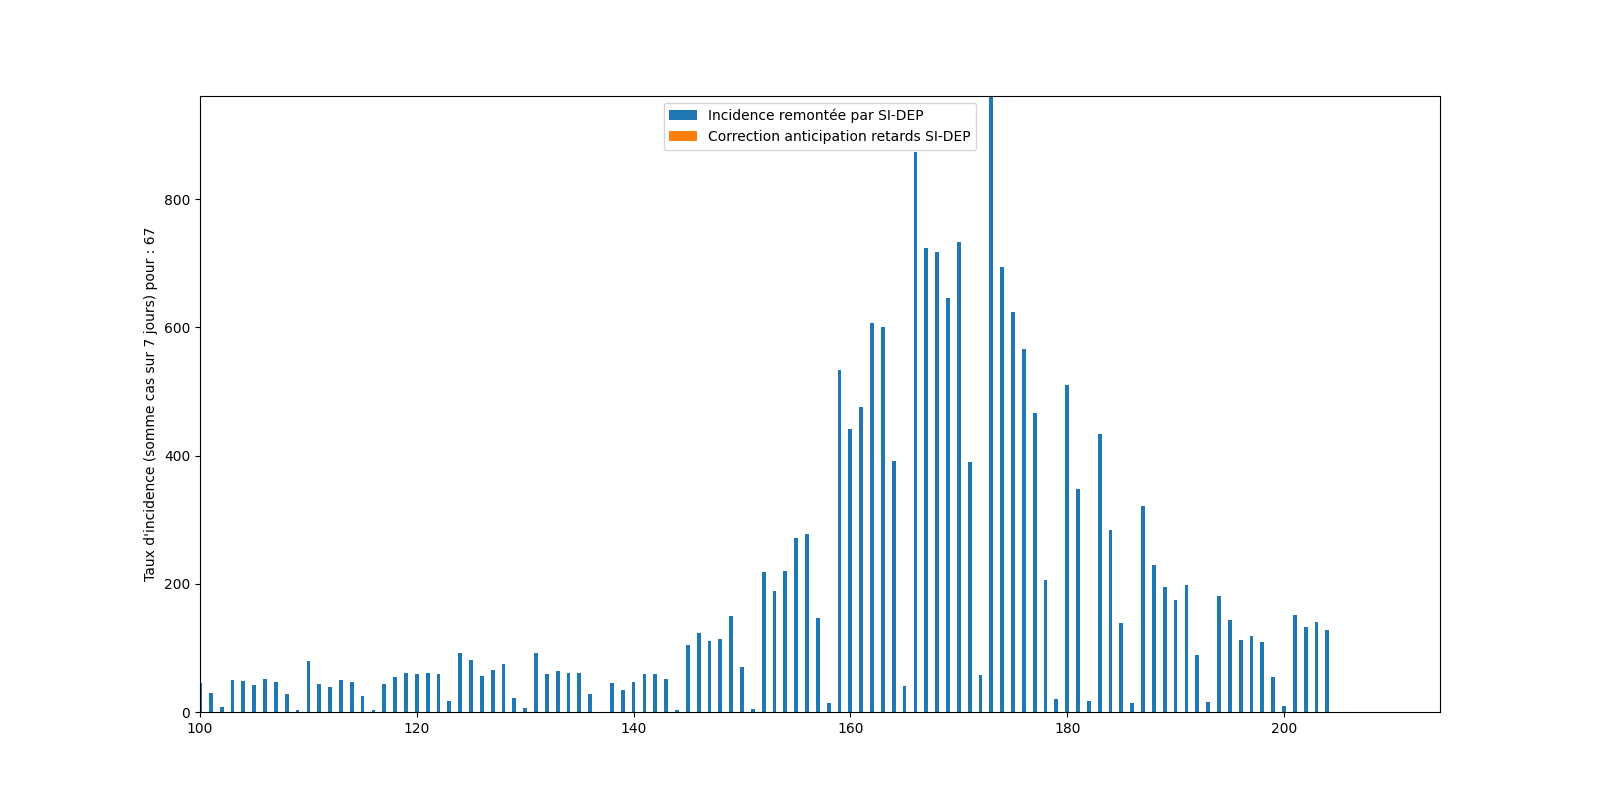 Incidence remontée par SI-DEP
Correction anticipation retards SI-DEP
Taux d'incidence (somme cas sur 7 jours) pour : 67
800
600
400
200
0
100 120 140 160 180 200